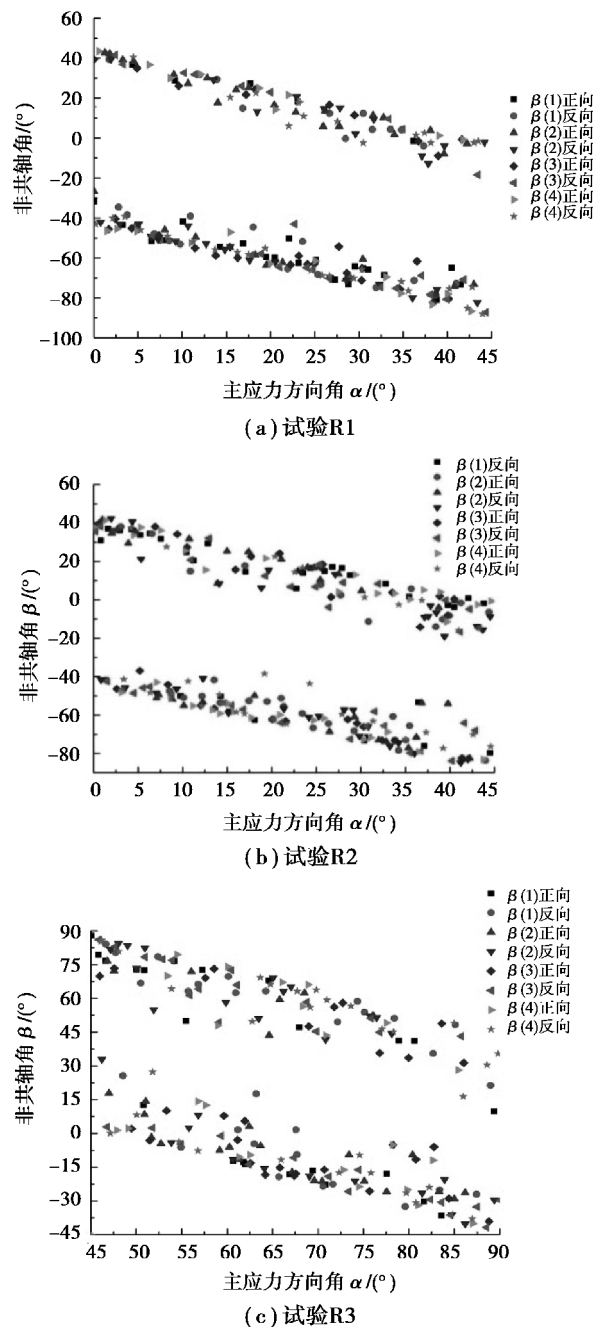 60
40
20
0
−20
−40
−60
−80
−100
非共轴角/(°)
β(1)正向
β(1)反向
β(2)正向
β(2)反向
β(3)正向
β(3)反向
β(4)正向
β(4)反向
0 5 10 15 20 25 30 35 40 45
主应力方向角 α/(°)
(a)试验R1
60
40
20
0
−20
−40
−60
−80
非共轴角 β/(°)
β(1)反向
β(2)正向
β(2)反向
β(3)正向
β(3)反向
β(4)正向
β(4)反向
0 5 10 15 20 25 30 35 40 45
主应力方向角 α/(°)
(b)试验R2
90
75
60
45
30
15
0
−15
−30
−45
非共轴角 β/(°)
β(1)正向
β(1)反向
β(2)正向
β(2)反向
β(3)正向
β(3)反向
β(4)正向
β(4)反向
45 50 55 60 65 70 75 80 85 90
主应力方向角 α/(°)
(c)试验R3